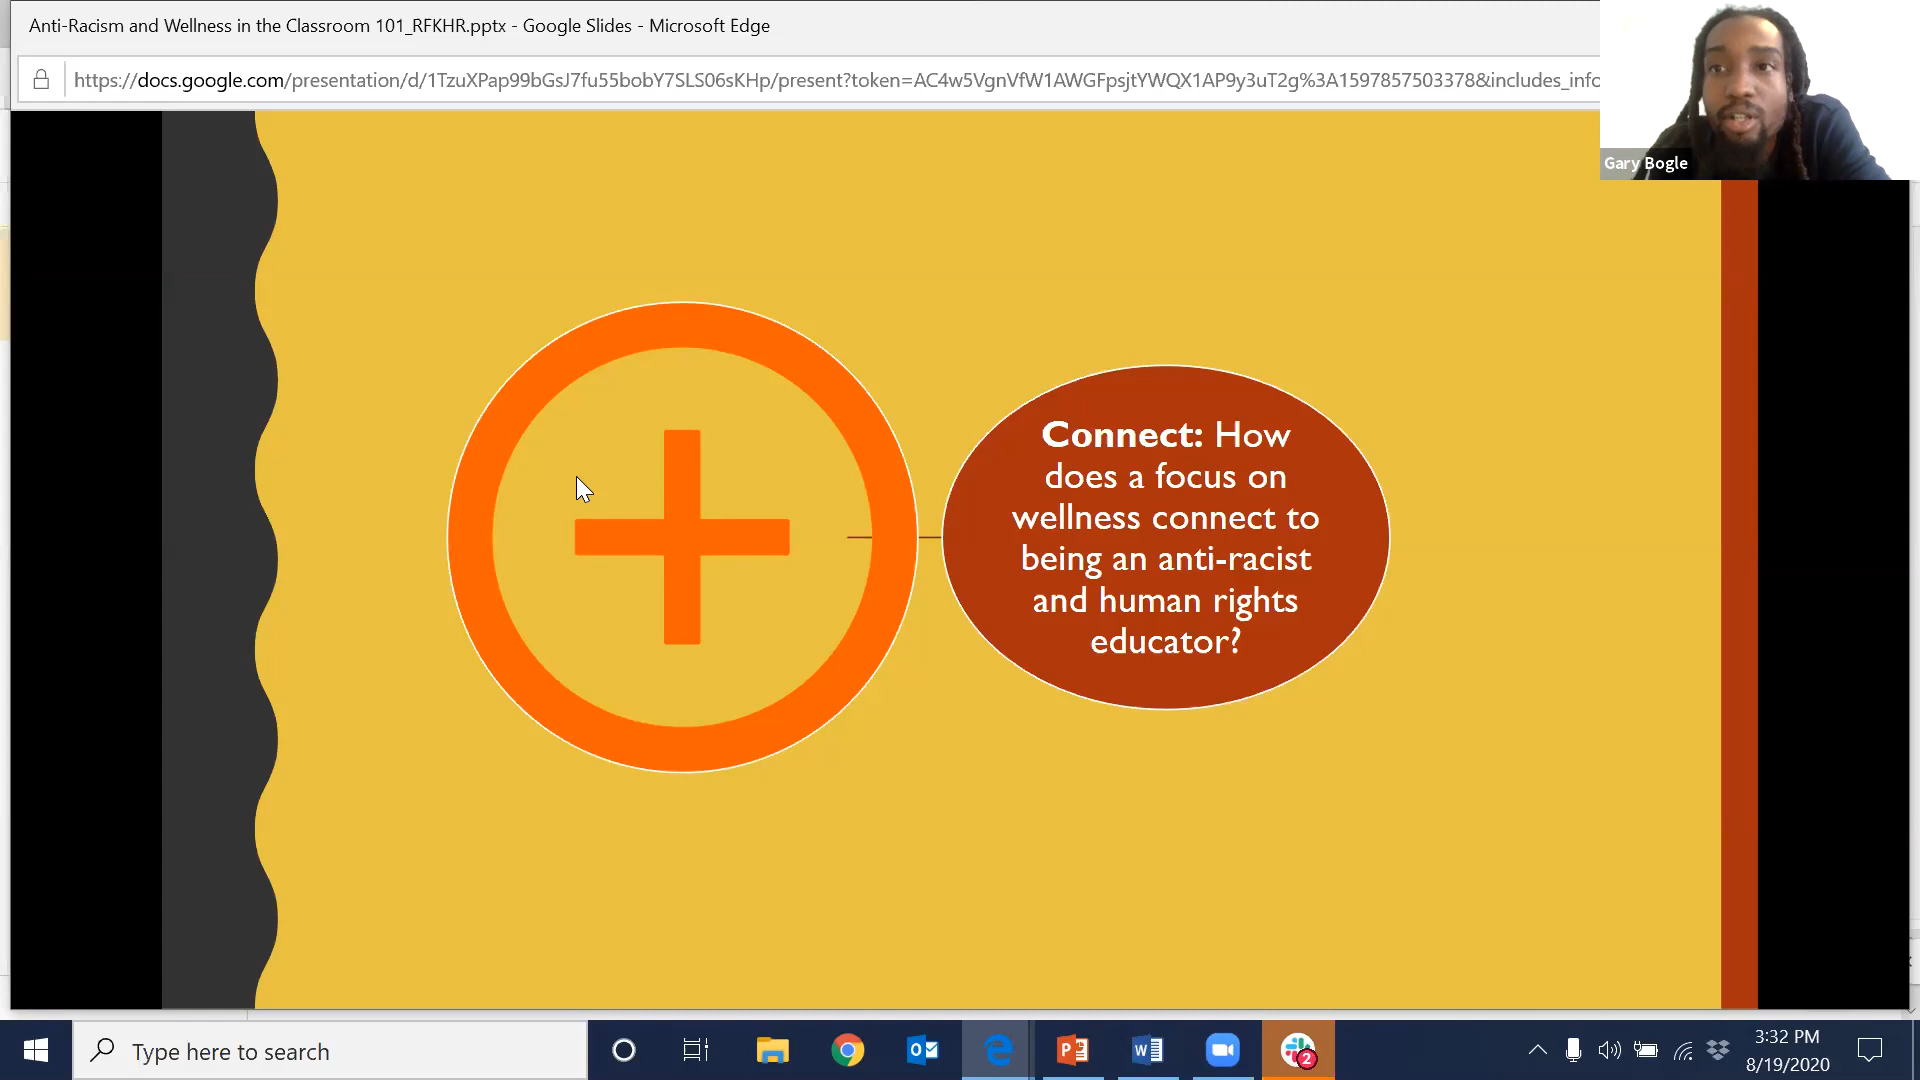 Anti-Racism and Wellness in the Classroom 101_RFKHR.pptx - Google Slides - Microsoft Edge
https://docs.google.com/presentation/d/1TzuXPap99bGsJ7fu55bobY7SLS06sKHp/present?token=AC4w5VgnVfW1AWGFpsjtYWQX1AP9y3uT2g%3A1597857503378&includes_info
Gary Bogle
Connect: How
does a focus on
wellness connect to
being an anti-racist
and human rights
educator?
Type here to search
2
3:32 PM
8/19/2020